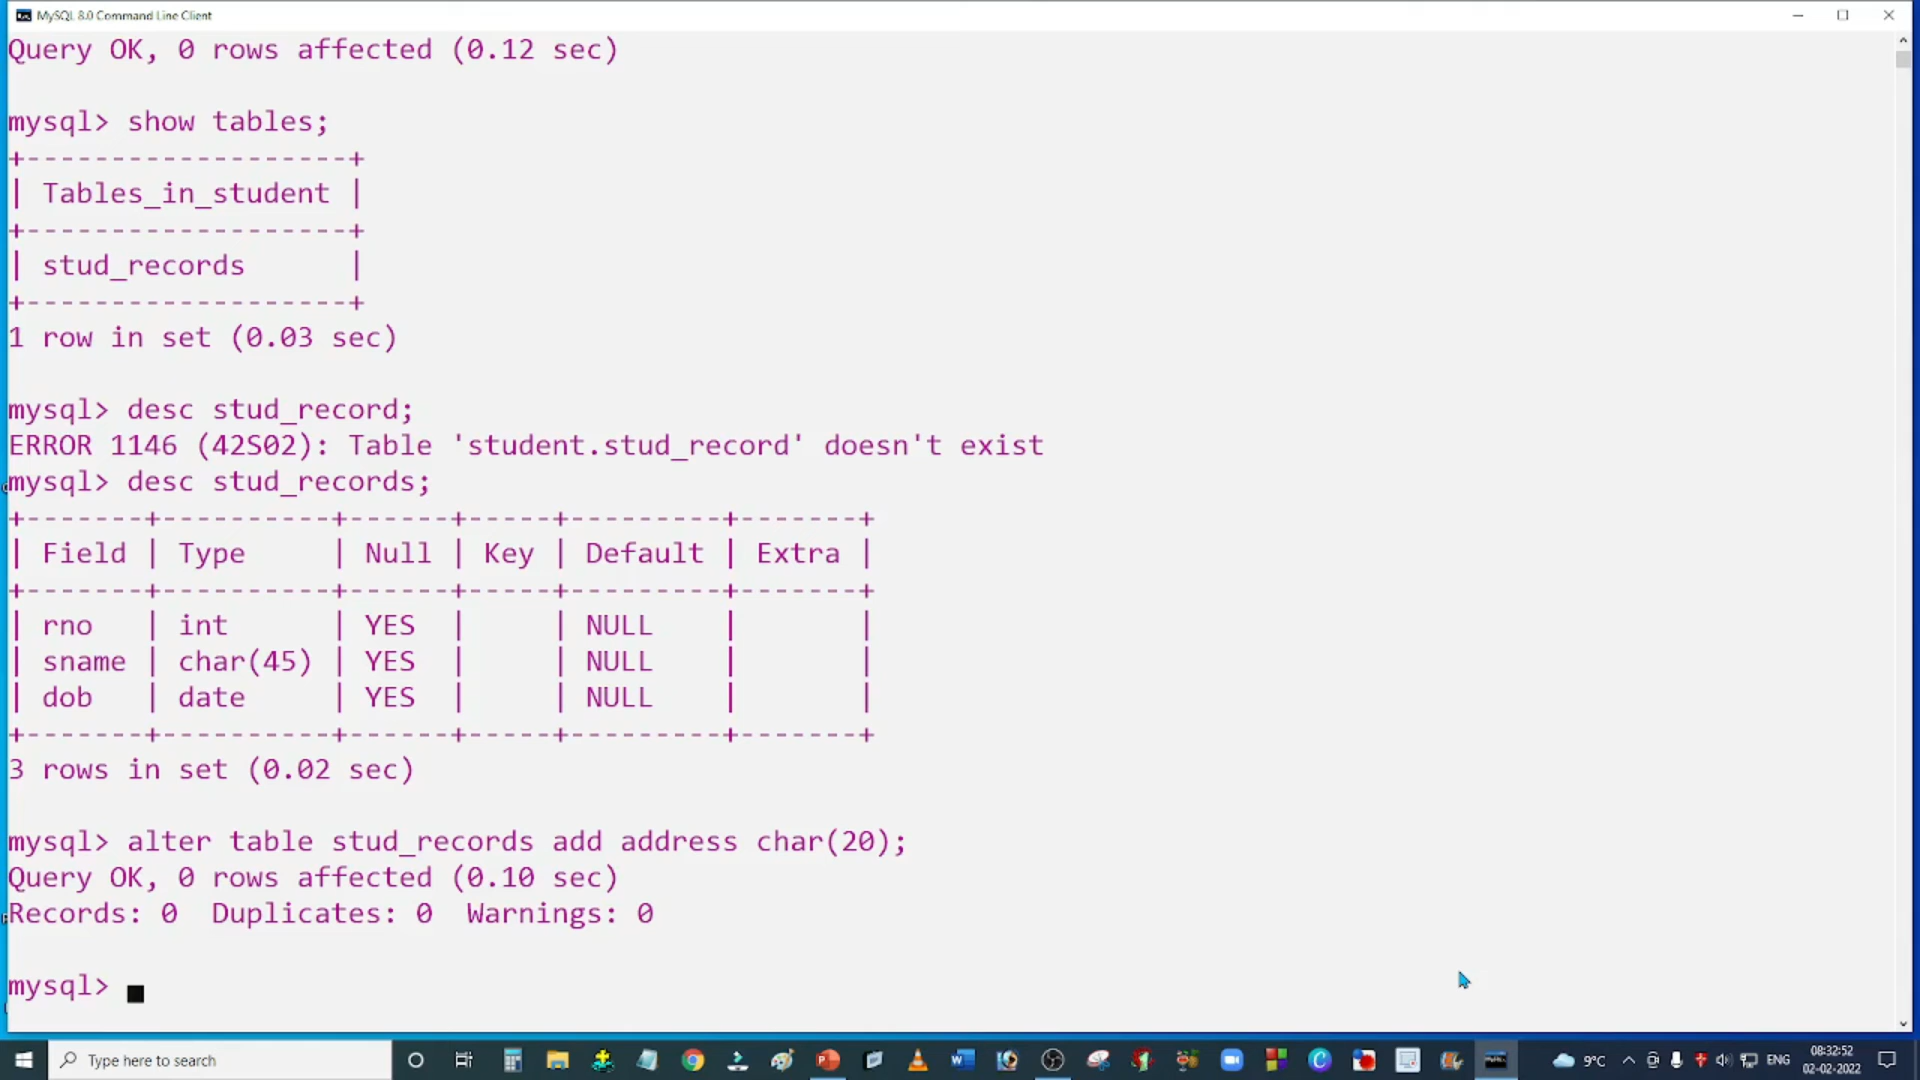 MySQL 8.0 Command Line Client
Query OK, 0 rows affected (0.12 sec)
mysql> show tables;
+-------------------+
| Tables_in_student |
+-------------------+
| stud_records      |
+-------------------+
1 row in set (0.03 sec)
mysql> desc stud_record;
ERROR 1146 (42S02): Table 'student.stud_record' doesn't exist
mysql> desc stud_records;
+-------+----------+------+-----+---------+-------+
| Field | Type     | Null | Key | Default | Extra |
+-------+----------+------+-----+---------+-------+
| rno   | int      | YES  |     | NULL    |       |
| sname | char(45) | YES  |     | NULL    |       |
| dob   | date     | YES  |     | NULL    |       |
+-------+----------+------+-----+---------+-------+
3 rows in set (0.02 sec)
mysql> alter table stud_records add address char(20);
Query OK, 0 rows affected (0.10 sec)
Records: 0  Duplicates: 0  Warnings: 0
mysql>
Type here to search
9°C
ENG
08:32:52
02-02-2022